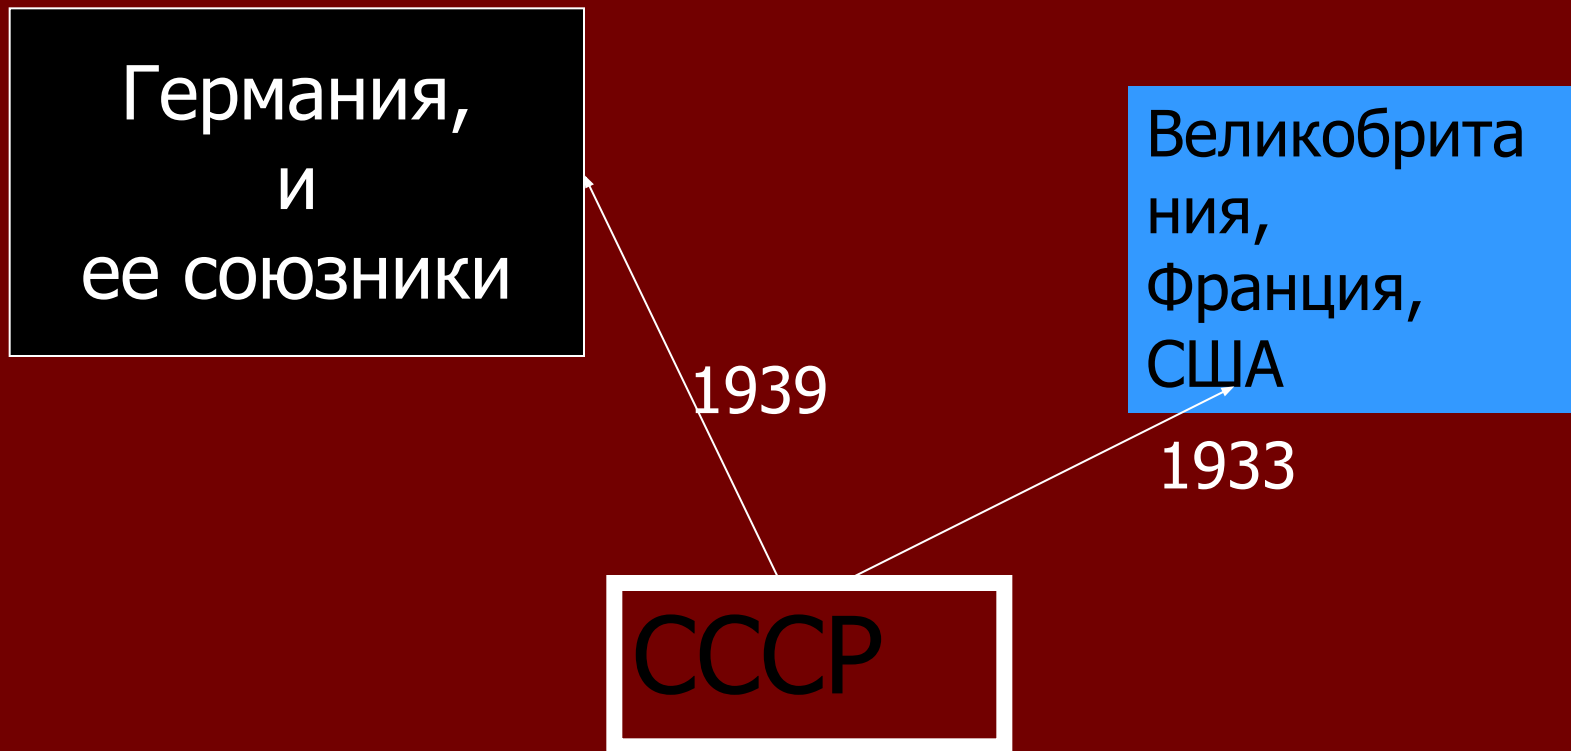 Германия,
и
ее союзники
Великобрита
ния,
Франция,
США
1939
1933
СССР